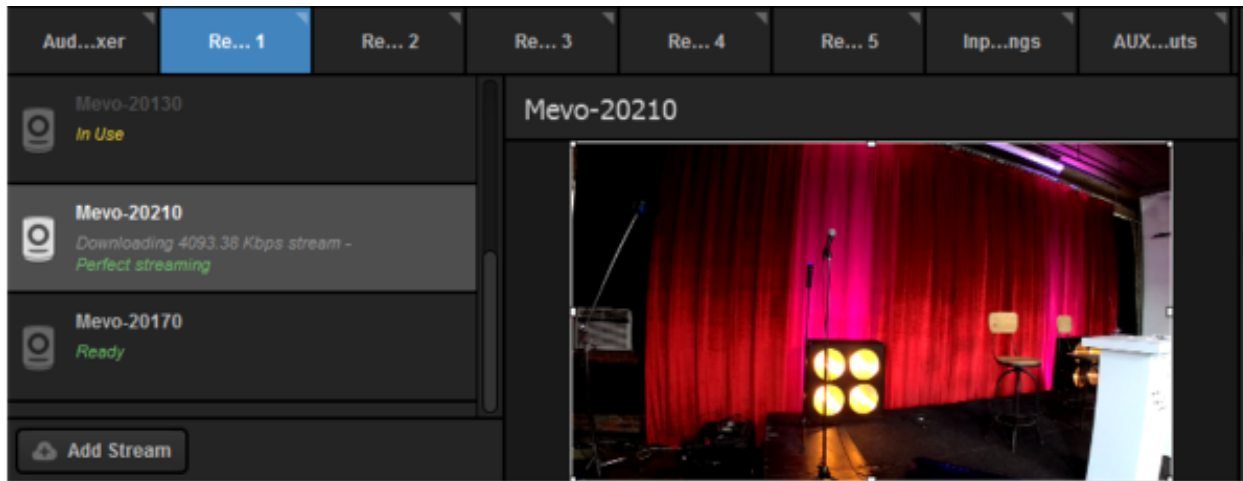 Aud...xer
Re... 1
Re... 2
Re... 3
Re... 4
Re... 5
Inp...ngs
AUX...uts
Mevo-20130
In Use
Mevo-20210
Downloading 4093.38 Kbps stream -
Perfect streaming
Mevo-20170
Ready
Add Stream
Mevo-20210